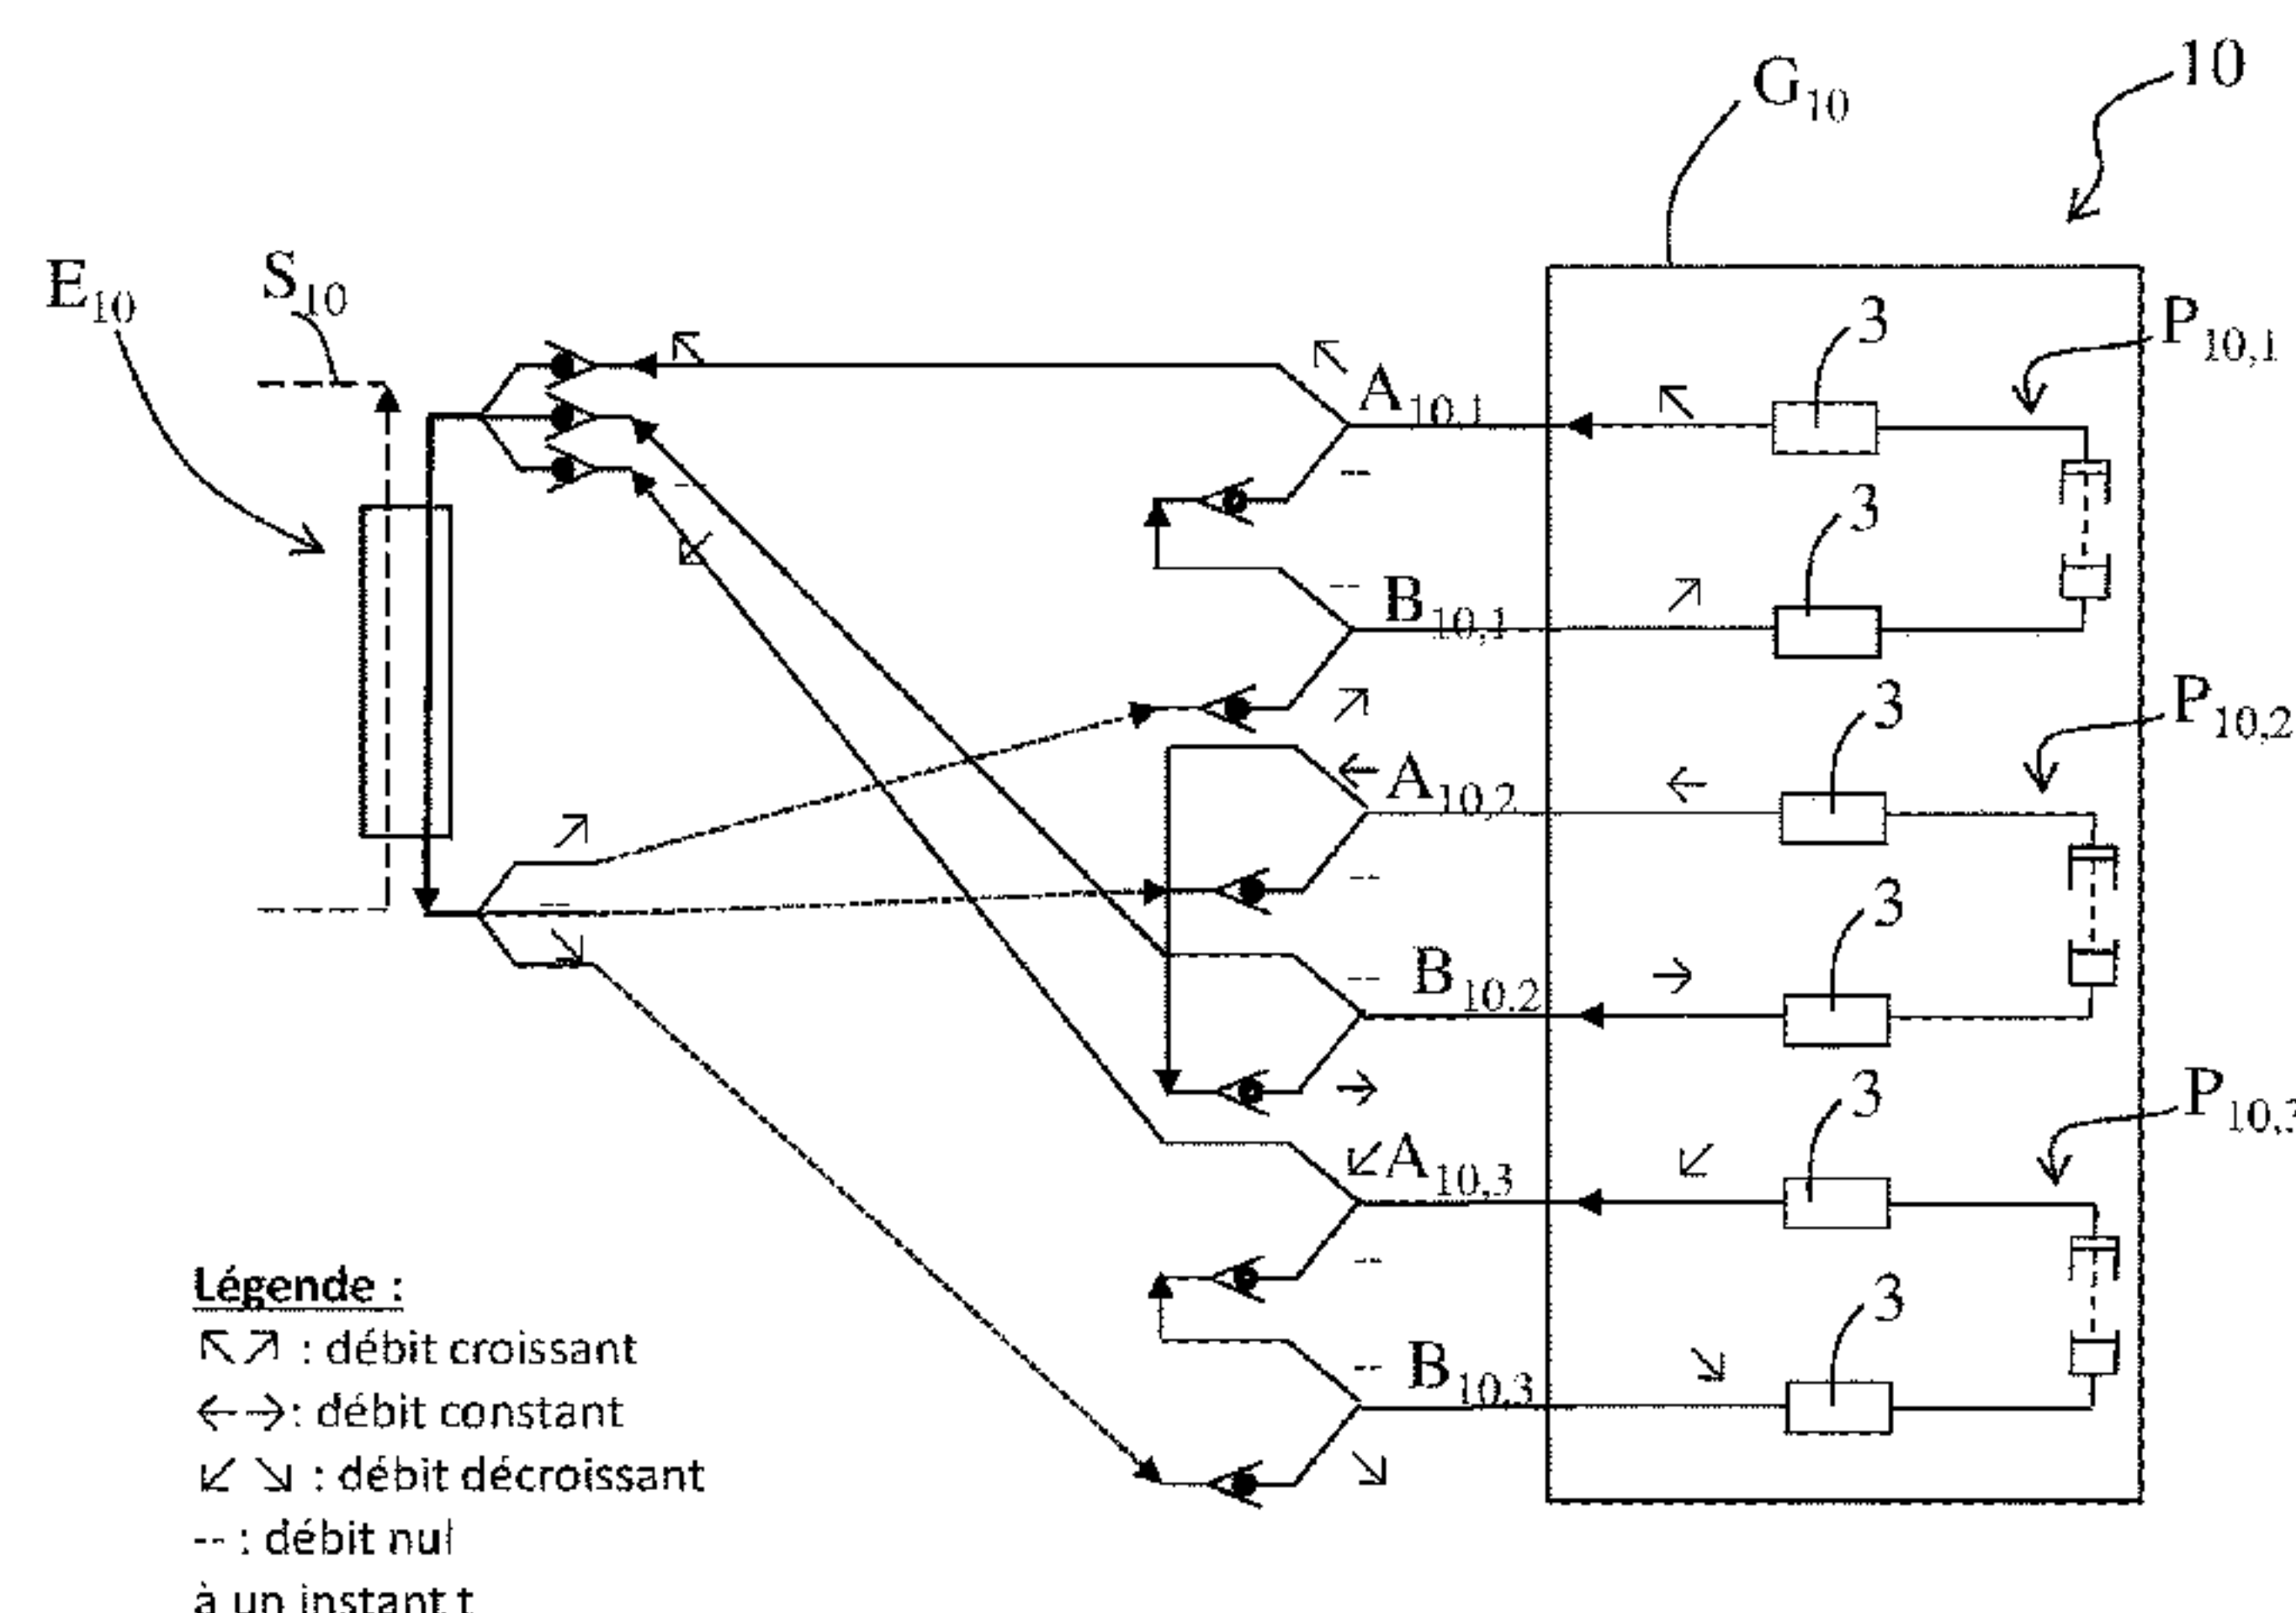 10
G10
E10
S10
3
P10,1
A10,1
3
B10,1
3
P10,2
A10,2
3
B10.2
3
P10,3
A10,3
3
B10,3
Légende :
↖↗ : débit croissant
←→: débit constant
↙ ↘ : débit décroissant
-- : débit nul
à un instant t